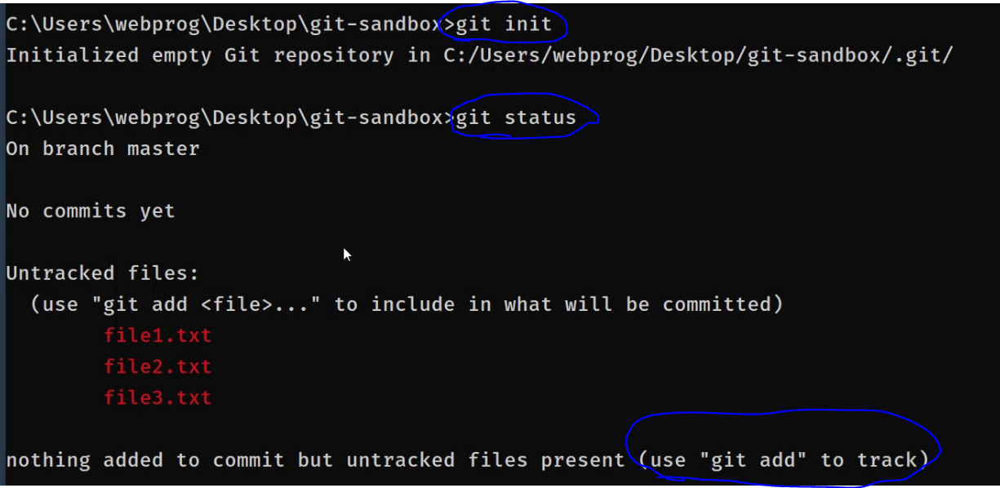 C:\Users\webprog\Desktop\git-sandbox>git init
Initialized empty Git repository in C:/Users/webprog/Desktop/git-sandbox/.git/
C:\Users\webprog\Desktop\git-sandbox>git status
On branch master
No commits yet
Untracked files:
  (use "git add <file>..." to include in what will be committed)
        file1.txt
        file2.txt
        file3.txt
nothing added to commit but untracked files present (use "git add" to track)